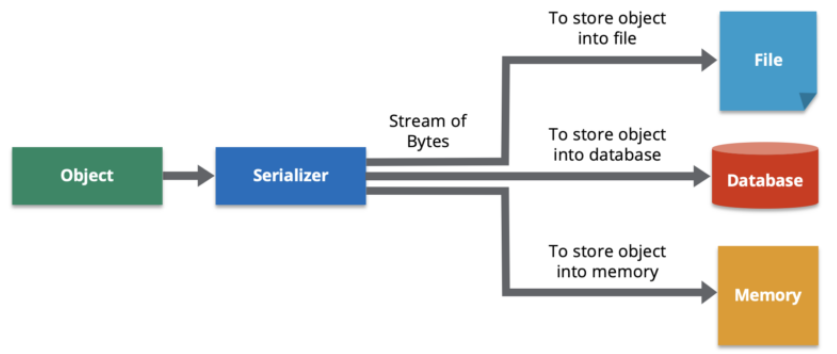 Object
Serializer
Stream of
Bytes
To store object
into file
File
To store object
into database
Database
To store object
into memory
Memory